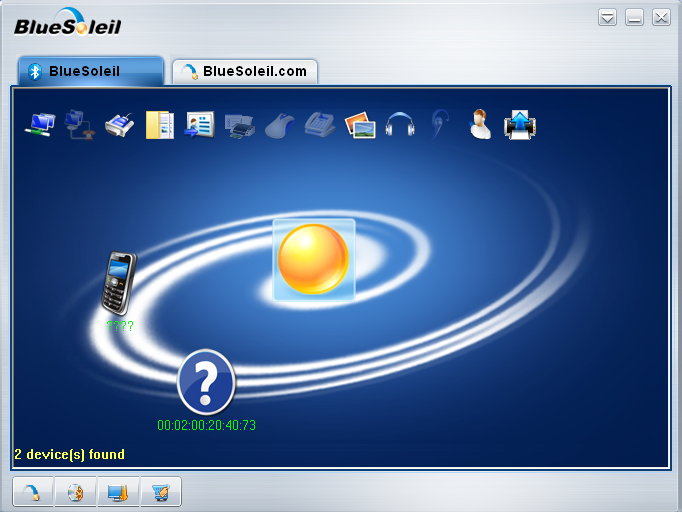 BlueSoleil
BlueSoleil
BlueSoleil.com
????
?
00:02:00:20:40:73
2 device(s) found